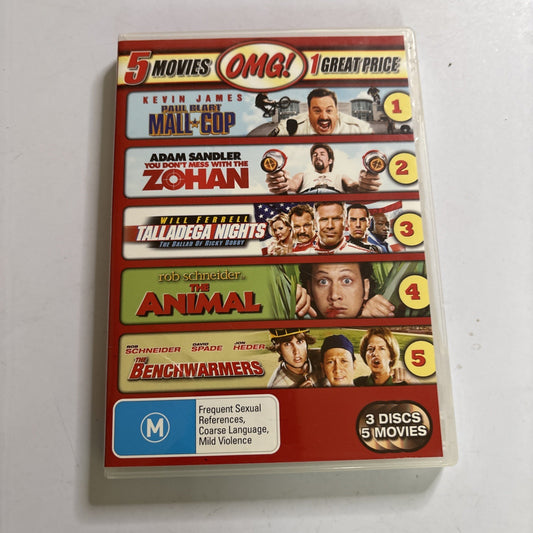 5 MOVIES OMG! 1 GREAT PRICE
KEVIN JAMES
PAUL BLART
MALL COP
1
ADAM SANDLER
YOU DON'T MESS WITH THE
ZOHAN
2
WILL FERRELL
TALLADEGA NIGHTS
THE BALLAD OF RICKY BOBBY
3
rob schneider
THE
ANIMAL
4
ROB SCHNEIDER DAVID SPADE JON HEDER
THE
BENCHWARMERS
5
M
Frequent Sexual
References,
Coarse Language,
Mild Violence
3 DISCS
5 MOVIES